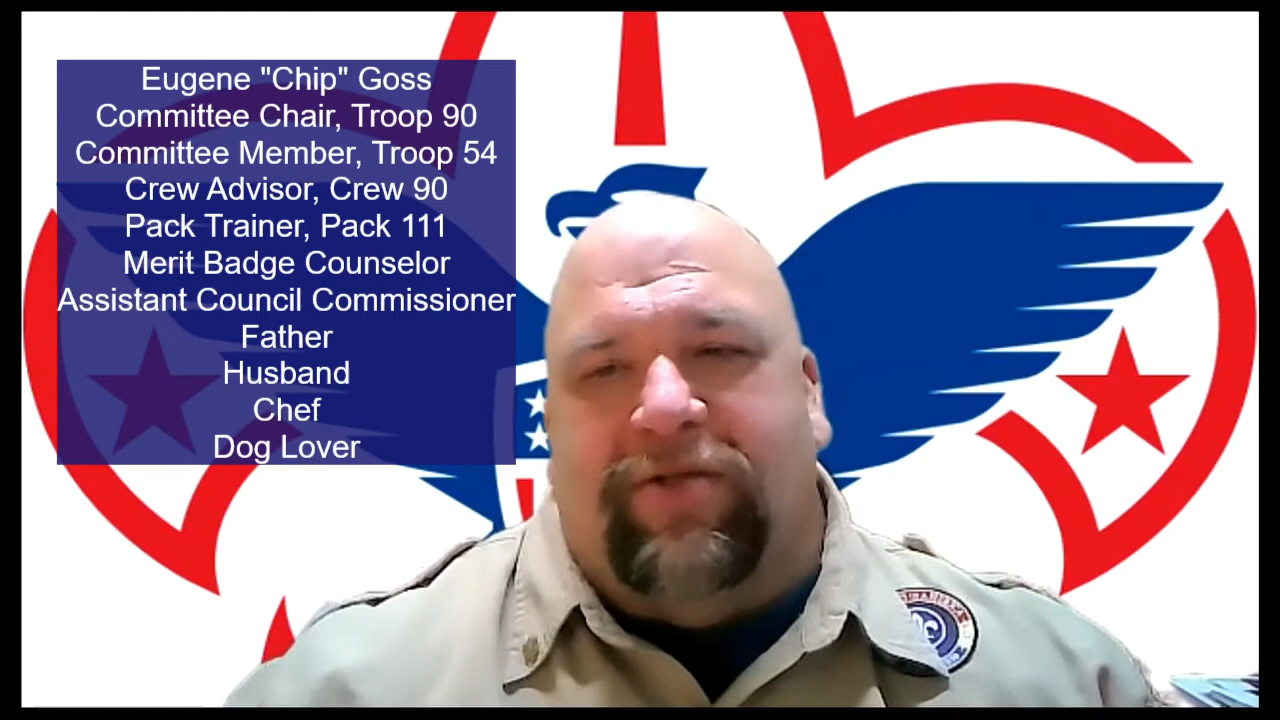 Eugene "Chip" Goss
Committee Chair, Troop 90
Committee Member, Troop 54
Crew Advisor, Crew 90
Pack Trainer, Pack 111
Merit Badge Counselor
Assistant Council Commissioner
Father
Husband
Chef
Dog Lover